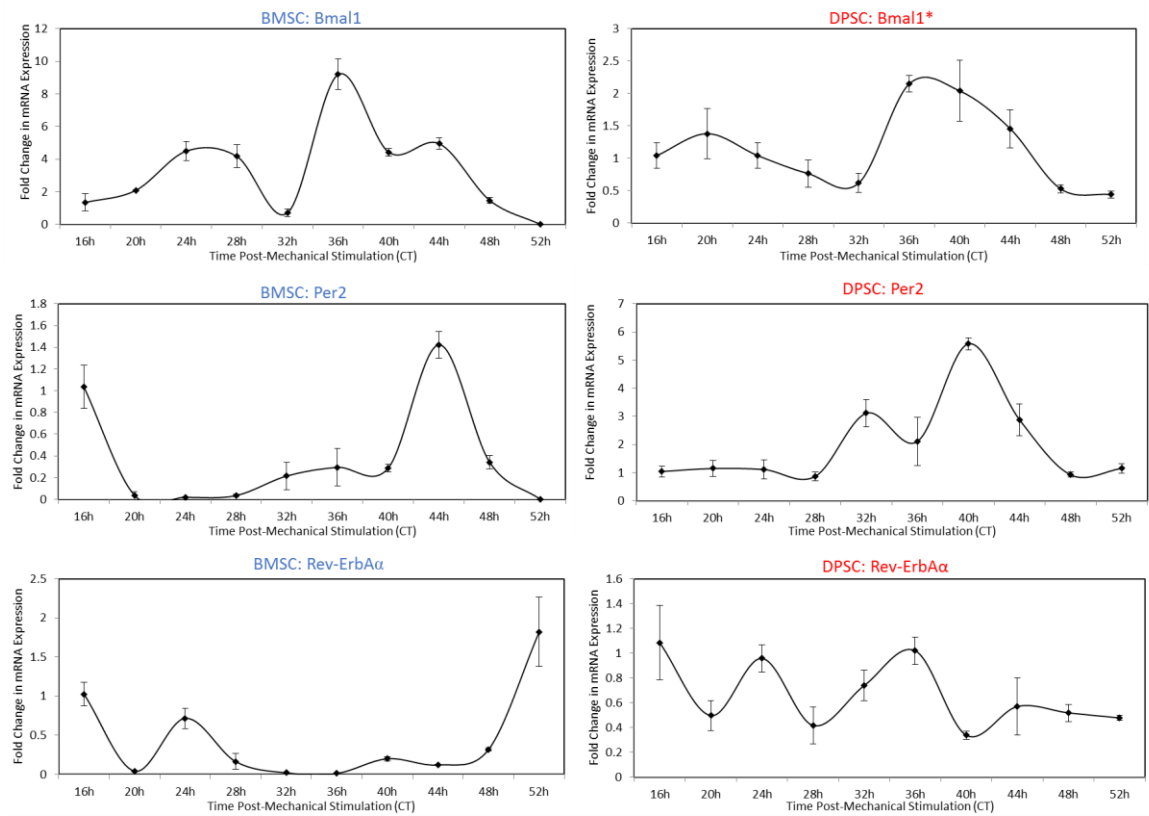 BMSC: Bmal1
Fold Change in mRNA Expression
12
10
8
6
4
2
0
16h 20h 24h 28h 32h 36h 40h 44h 48h 52h
Time Post-Mechanical Stimulation (CT)
DPSC: Bmal1*
Fold Change in mRNA Expression
3
2.5
2
1.5
1
0.5
0
16h 20h 24h 28h 32h 36h 40h 44h 48h 52h
Time Post-Mechanical Stimulation (CT)
BMSC: Per2
Fold Change in mRNA Expression
1.8
1.6
1.4
1.2
1
0.8
0.6
0.4
0.2
0
16h 20h 24h 28h 32h 36h 40h 44h 48h 52h
Time Post-Mechanical Stimulation (CT)
DPSC: Per2
Fold Change in mRNA Expression
7
6
5
4
3
2
1
0
16h 20h 24h 28h 32h 36h 40h 44h 48h 52h
Time Post-Mechanical Stimulation (CT)
BMSC: Rev-ErbAα
Fold Change in mRNA Expression
2.5
2
1.5
1
0.5
0
16h 20h 24h 28h 32h 36h 40h 44h 48h 52h
Time Post-Mechanical Stimulation (CT)
DPSC: Rev-ErbAα
Fold Change in mRNA Expression
1.6
1.4
1.2
1
0.8
0.6
0.4
0.2
0
16h 20h 24h 28h 32h 36h 40h 44h 48h 52h
Time Post-Mechanical Stimulation (CT)